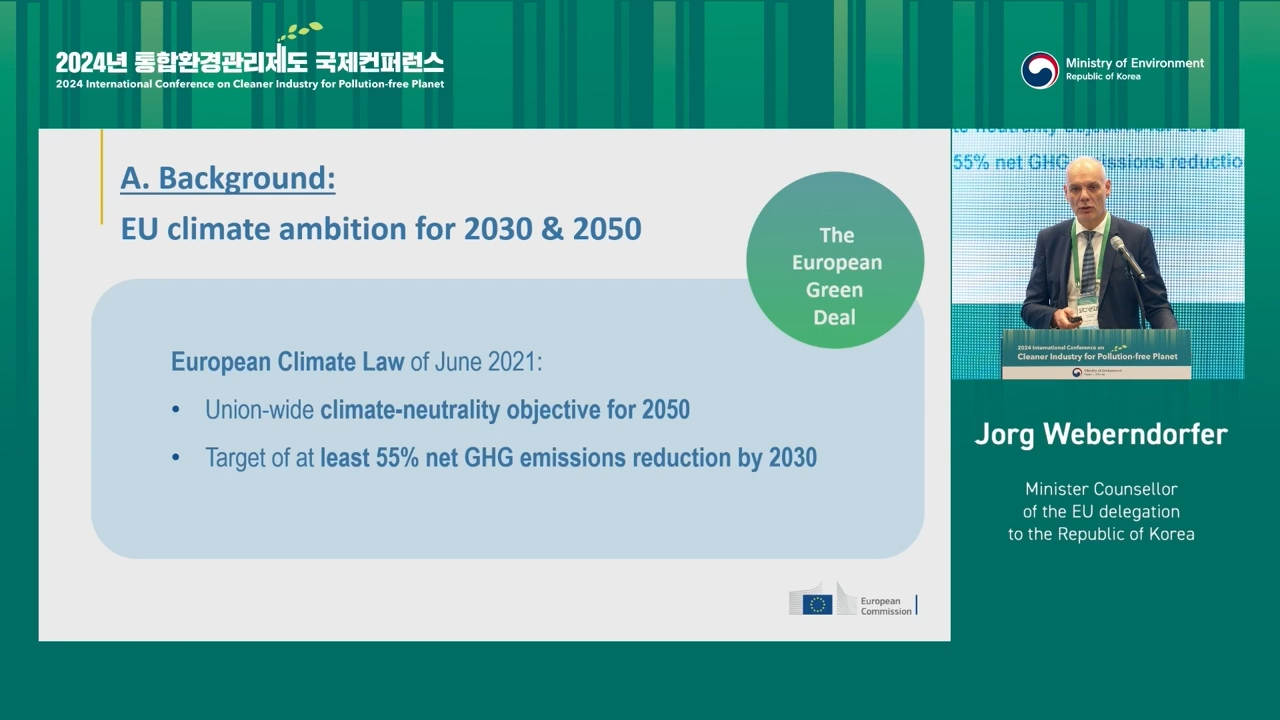 2024년 통합환경관리제도 국제컨퍼런스
2024 International Conference on Cleaner Industry for Pollution-free Planet
Ministry of Environment
Republic of Korea
A. Background:
EU climate ambition for 2030 & 2050
The
European
Green
Deal
European Climate Law of June 2021:
• Union-wide climate-neutrality objective for 2050
• Target of at least 55% net GHG emissions reduction by 2030
European
Commission
55% net GHG emissions reductio
2024 International Conference on
Cleaner Industry for Pollution-free Planet
Ministry of Environment
Jorg Weberndorfer
Minister Counsellor
of the EU delegation
to the Republic of Korea